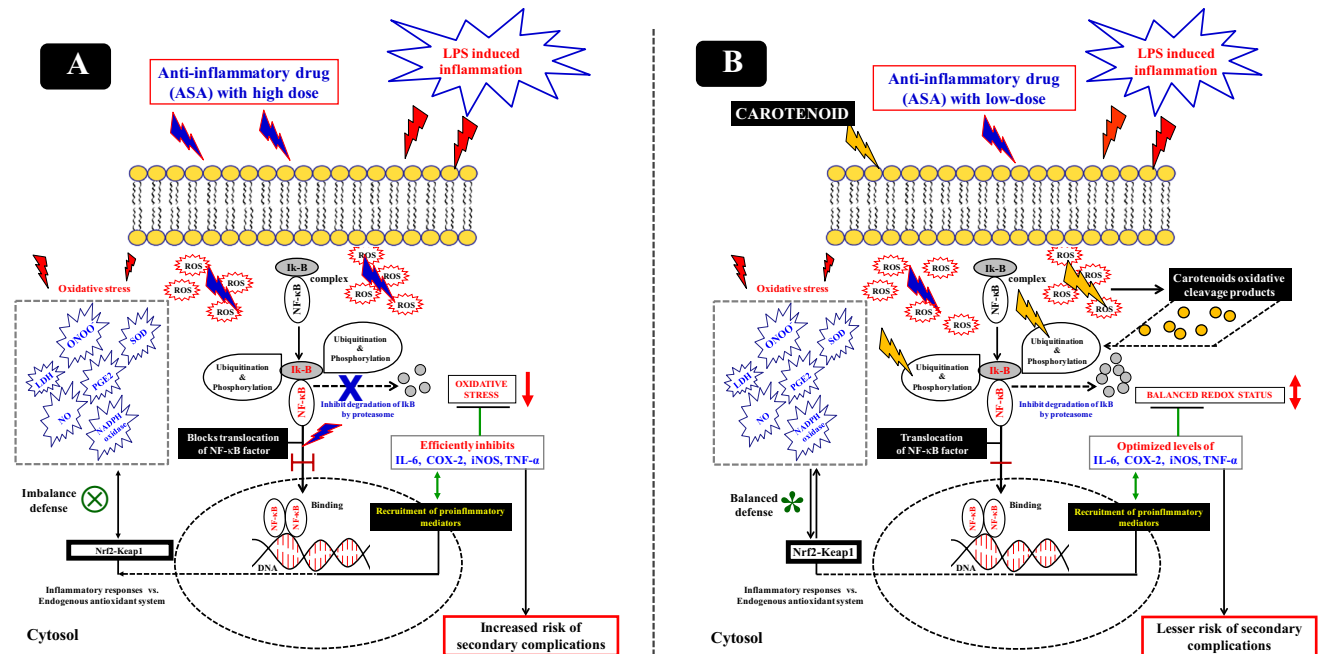 A
Anti-inflammatory drug
(ASA) with high dose
LPS induced
inflammation
Oxidative stress
ROS
ROS
ROS
ROS
ROS
ROS
ROS
ROS
Ik-B
complex
NF-κB
ONOO
SOD
LDH
PGE2
NO
NADPH
oxidase
Ubiquitination
&
Phosphorylation
Ubiquitination
&
Phosphorylation
Ik-B
NF-κB
X
Inhibit degradation of IkB
by proteasome
OXIDATIVE
STRESS
Blocks translocation
of NF-κB factor
Efficiently inhibits
IL-6, COX-2, iNOS, TNF-α
Imbalance
defense
Binding
NF-κB
NF-κB
DNA
Recruitment of proinflmmatory
mediators
Nrf2-Keap1
Inflammatory responses vs.
Endogenous antioxidant system
Cytosol
Increased risk of
secondary complications
B
CAROTENOID
Anti-inflammatory drug
(ASA) with low-dose
LPS induced
inflammation
Oxidative stress
ROS
ROS
ROS
ROS
ROS
ROS
ROS
ROS
ROS
Ik-B
complex
NF-κB
Carotenoids oxidative
cleavage products
ONOO
SOD
LDH
PGE2
NO
NADPH
oxidase
Ubiquitination
&
Phosphorylation
Ubiquitination
&
Phosphorylation
Ik-B
NF-κB
Inhibit degradation of IkB
by proteasome
BALANCED REDOX STATUS
Translocation
of NF-κB factor
Optimized levels of
IL-6, COX-2, iNOS, TNF-α
Balanced
defense
Binding
NF-κB
NF-κB
DNA
Recruitment of proinflmmatory
mediators
Nrf2-Keap1
Inflammatory responses vs.
Endogenous antioxidant system
Cytosol
Lesser risk of secondary
complications